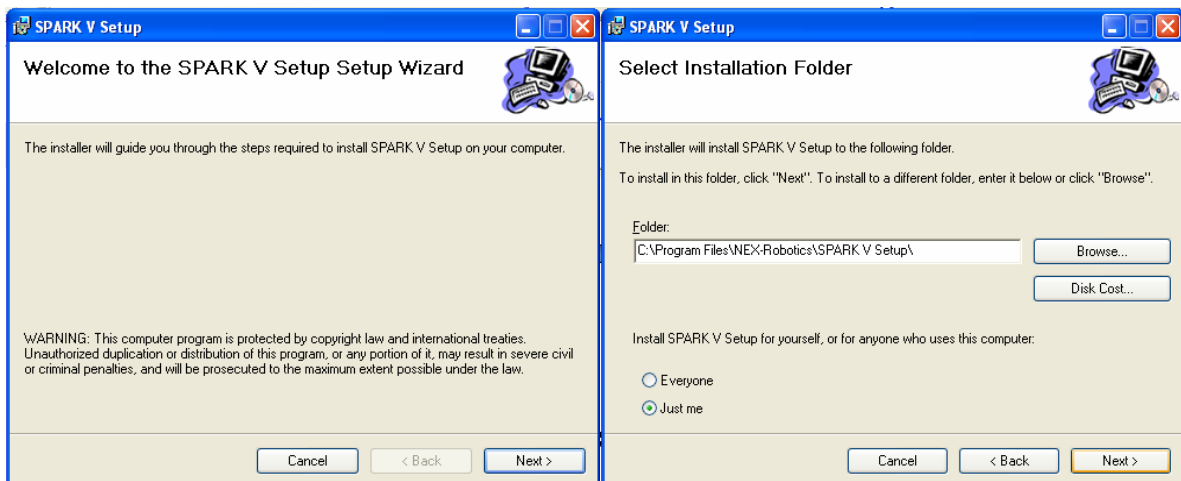 SPARK V Setup
Welcome to the SPARK V Setup Setup Wizard
The installer will guide you through the steps required to install SPARK V Setup on your computer.
WARNING: This computer program is protected by copyright law and international treaties.
Unauthorized duplication or distribution of this program, or any portion of it, may result in severe civil
or criminal penalties, and will be prosecuted to the maximum extent possible under the law.
Cancel
< Back
Next >
SPARK V Setup
Select Installation Folder
The installer will install SPARK V Setup to the following folder.
To install in this folder, click "Next". To install to a different folder, enter it below or click "Browse".
Folder:
C:\Program Files\NEX-Robotics\SPARK V Setup\
Browse...
Disk Cost...
Install SPARK V Setup for yourself, or for anyone who uses this computer:
Everyone
Just me
Cancel
< Back
Next >